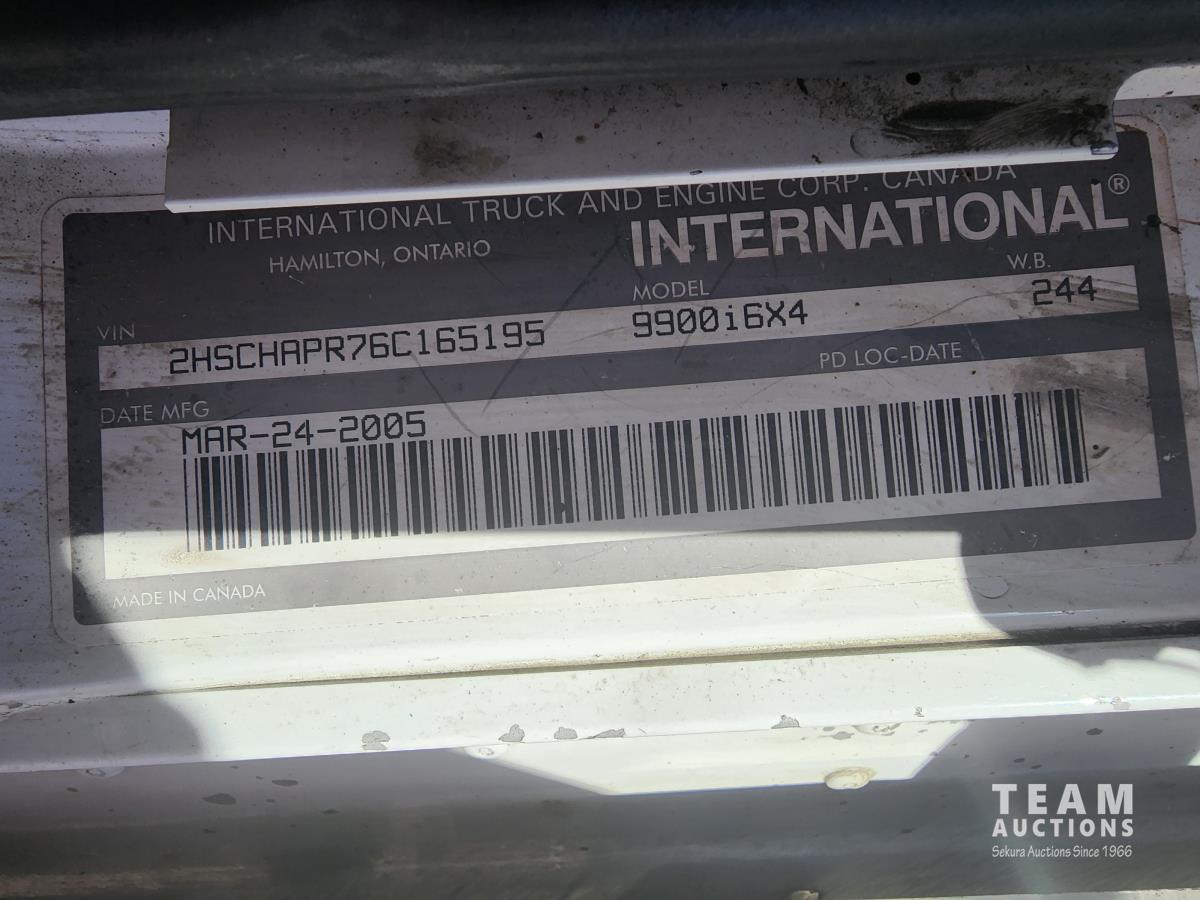 INTERNATIONAL TRUCK AND ENGINE CORP. CANADA
HAMILTON, ONTARIO
INTERNATIONAL®
VIN
MODEL
W.B.
2HSCHAPR76C165195
9900i6X4
244
DATE MFG
PD LOC-DATE
MAR-24-2005
MADE IN CANADA
TEAM
AUCTIONS
Sekura Auctions Since 1966